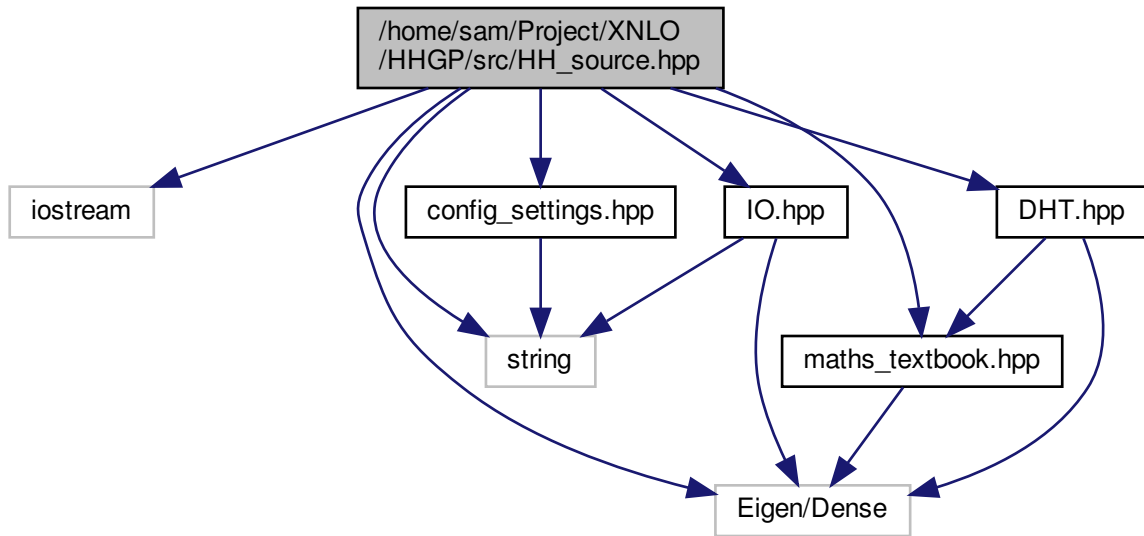 /home/sam/Project/XNLO
/HHGP/src/HH_source.hpp
iostream
config_settings.hpp
IO.hpp
DHT.hpp
string
maths_textbook.hpp
Eigen/Dense